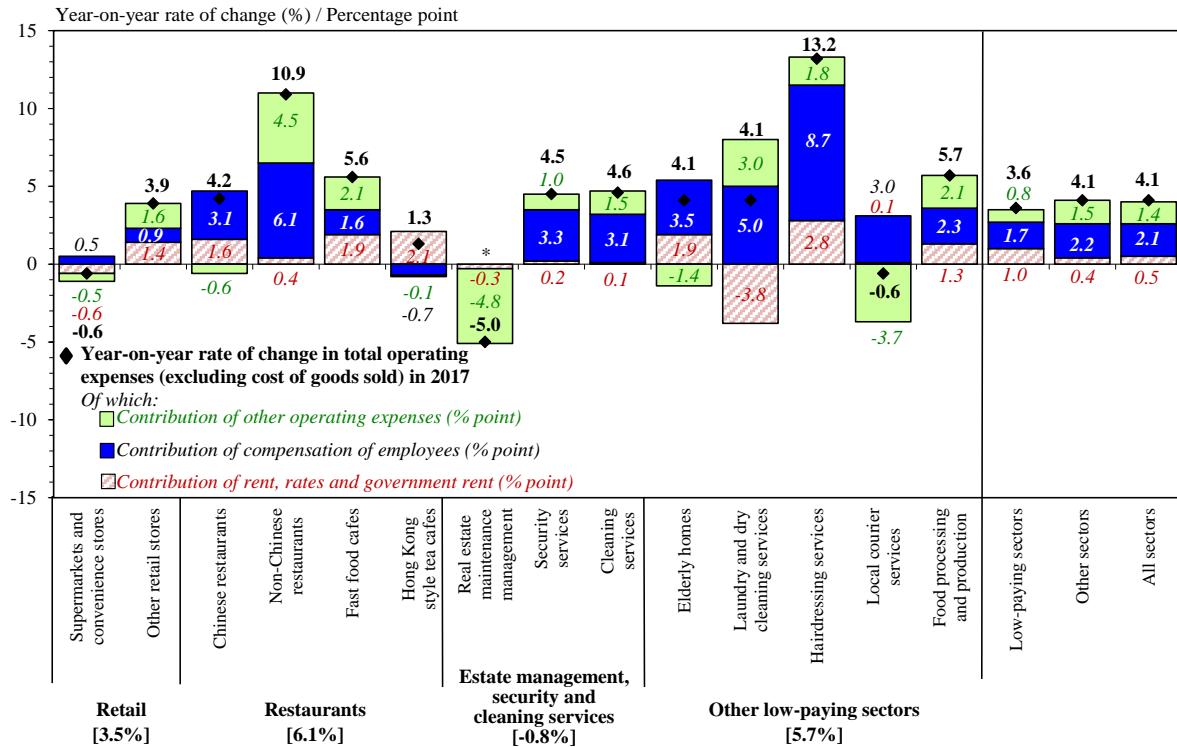 Year-on-year rate of change (%) / Percentage point
15
10
5
0
-5
-10
-15
0.5
-0.5
-0.6
-0.6
3.9
1.6
0.9
1.4
4.2
3.1
1.6
-0.6
10.9
4.5
6.1
0.4
5.6
2.1
1.6
1.9
1.3
2.1
-0.1
-0.7
*
-0.3
-4.8
-5.0
4.5
1.0
3.3
0.2
4.6
1.5
3.1
0.1
4.1
3.5
1.9
-1.4
4.1
3.0
5.0
-3.8
13.2
1.8
8.7
2.8
3.0
0.1
-0.6
-3.7
5.7
2.1
2.3
1.3
3.6
0.8
1.7
1.0
4.1
1.5
2.2
0.4
4.1
1.4
2.1
0.5
Year-on-year rate of change in total operating
expenses (excluding cost of goods sold) in 2017
Of which:
Contribution of other operating expenses (% point)
Contribution of compensation of employees (% point)
Contribution of rent, rates and government rent (% point)
Supermarkets and
convenience stores
Other retail stores
Chinese restaurants
Non-Chinese
restaurants
Fast food cafes
Hong Kong
style tea cafes
Real estate
maintenance
management
Security
services
Cleaning
services
Elderly homes
Laundry and dry
cleaning services
Hairdressing services
Local courier
services
Food processing
and production
Low-paying sectors
Other sectors
All sectors
Retail
[3.5%]
Restaurants
[6.1%]
Estate management,
security and
cleaning services
[-0.8%]
Other low-paying sectors
[5.7%]